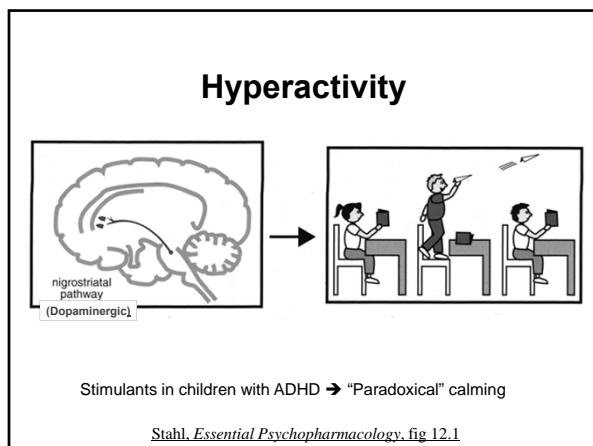 Hyperactivity
nigrostriatal
pathway
(Dopaminergic)
Stimulants in children with ADHD ➔ “Paradoxical” calming
Stahl, Essential Psychopharmacology, fig 12.1